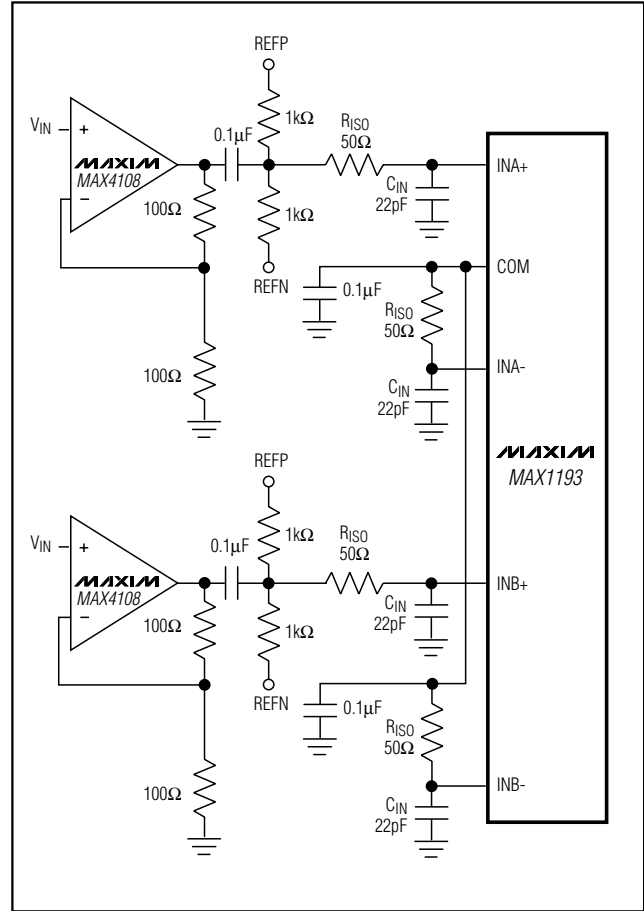 REFP
V_IN
+
MAXIM
MAX4108
−
0.1μF
1kΩ
R_ISO
50Ω
INA+
C_IN
22pF
100Ω
1kΩ
REFN
COM
0.1μF
R_ISO
50Ω
INA-
100Ω
C_IN
22pF
MAXIM
MAX1193
REFP
V_IN
+
MAXIM
MAX4108
−
0.1μF
1kΩ
R_ISO
50Ω
INB+
C_IN
22pF
100Ω
1kΩ
REFN
0.1μF
R_ISO
50Ω
INB-
100Ω
C_IN
22pF